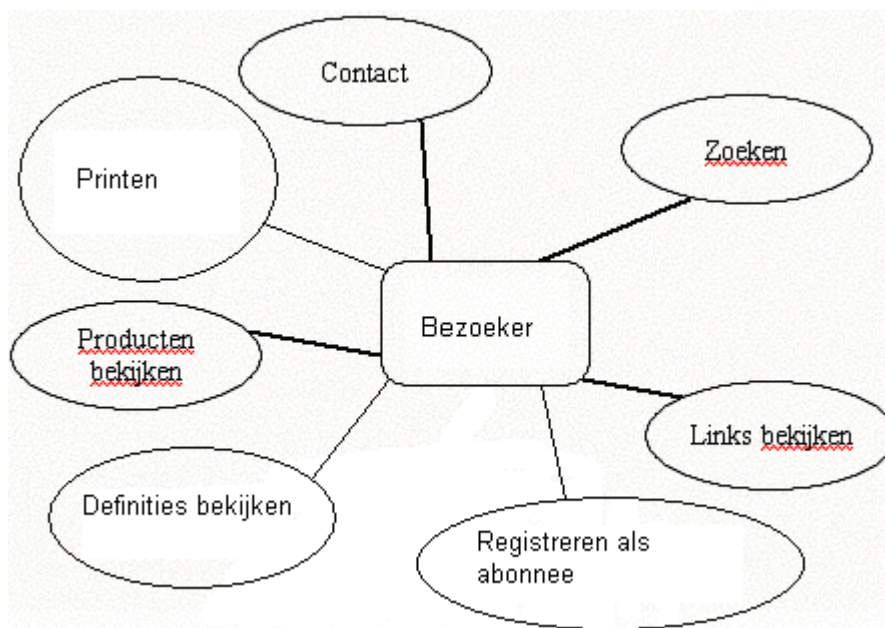 Contact
Zoeken
Printen
Bezoeker
Producten
bekijken
Links bekijken
Definities bekijken
Registreren als
abonnee